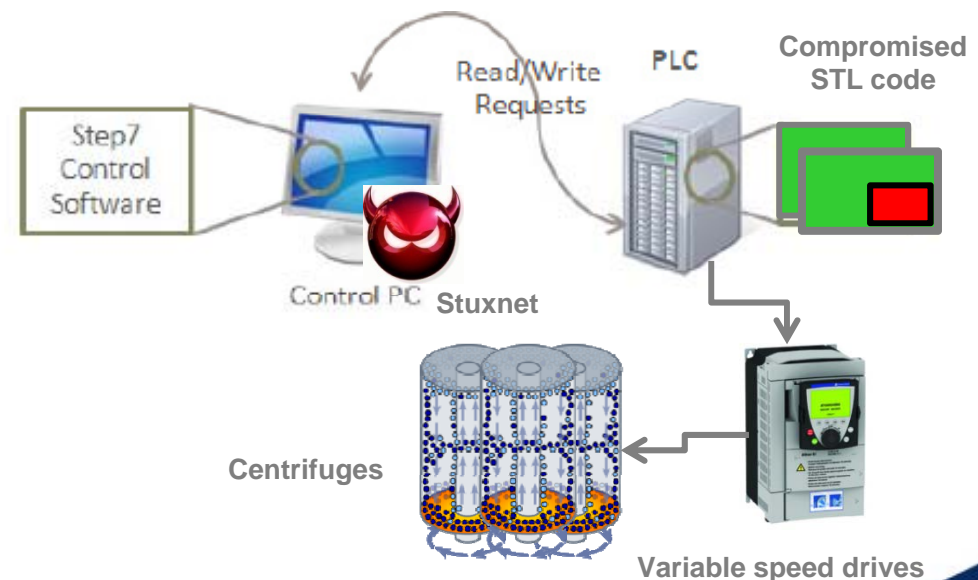 Step7
Control
Software
Read/Write
Requests
PLC
Compromised
STL code
Control PC
Stuxnet
Centrifuges
Variable speed drives